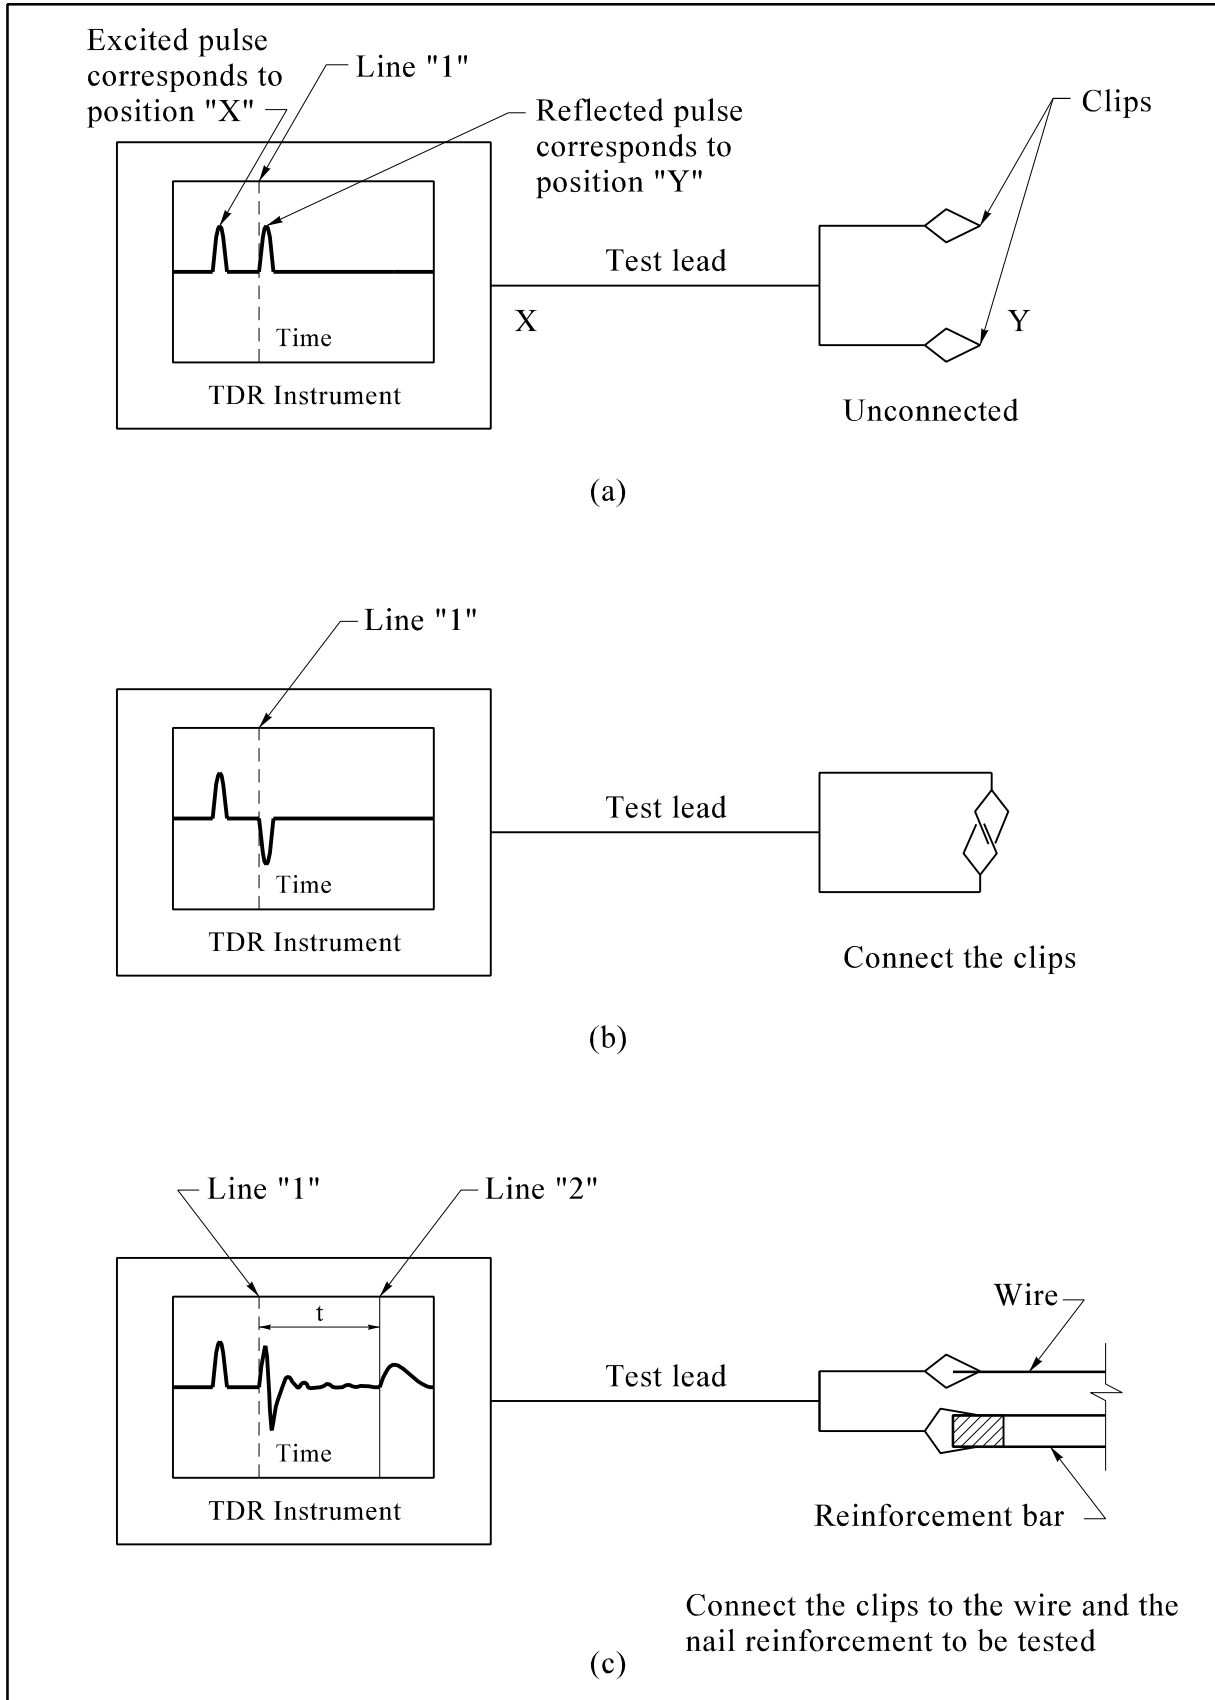 Excited pulse
corresponds to
position "X"
Line "1"
Reflected pulse
corresponds to
position "Y"
Clips
Test lead
X
Y
Time
TDR Instrument
Unconnected
(a)
Line "1"
Test lead
Time
TDR Instrument
Connect the clips
(b)
Line "1"
Line "2"
t
Wire
Test lead
Time
TDR Instrument
Reinforcement bar
Connect the clips to the wire and the
nail reinforcement to be tested
(c)